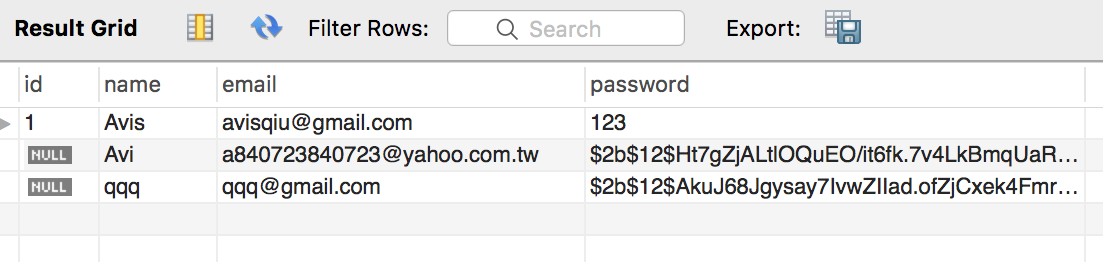 Result Grid Filter Rows: Search Export:
id name email password
1 Avis avisqiu@gmail.com 123
NULL Avi a840723840723@yahoo.com.tw $2b$12$Ht7gZjALtlOQuEO/it6fk.7v4LkBmqUaR...
NULL qqq qqq@gmail.com $2b$12$AkuJ68Jgysay7IvwZIIad.ofZjCxek4Fmr...